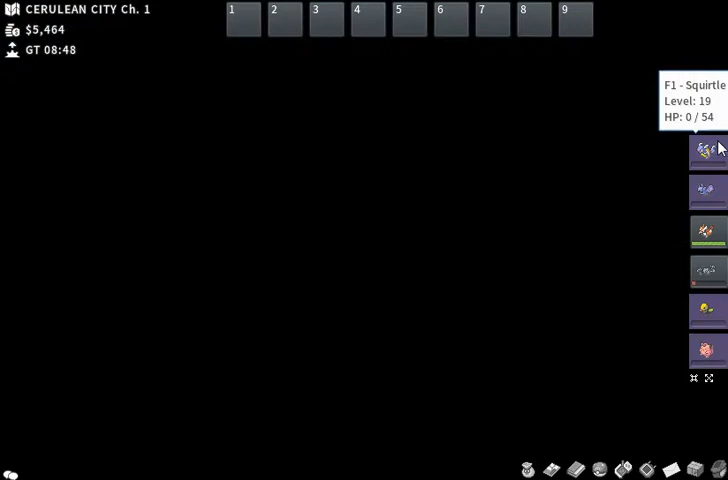 CERULEAN CITY Ch. 1
$5,464
GT 08:48
1 2 3 4 5 6 7 8 9
F1 - Squirtle
Level: 19
HP: 0 / 54